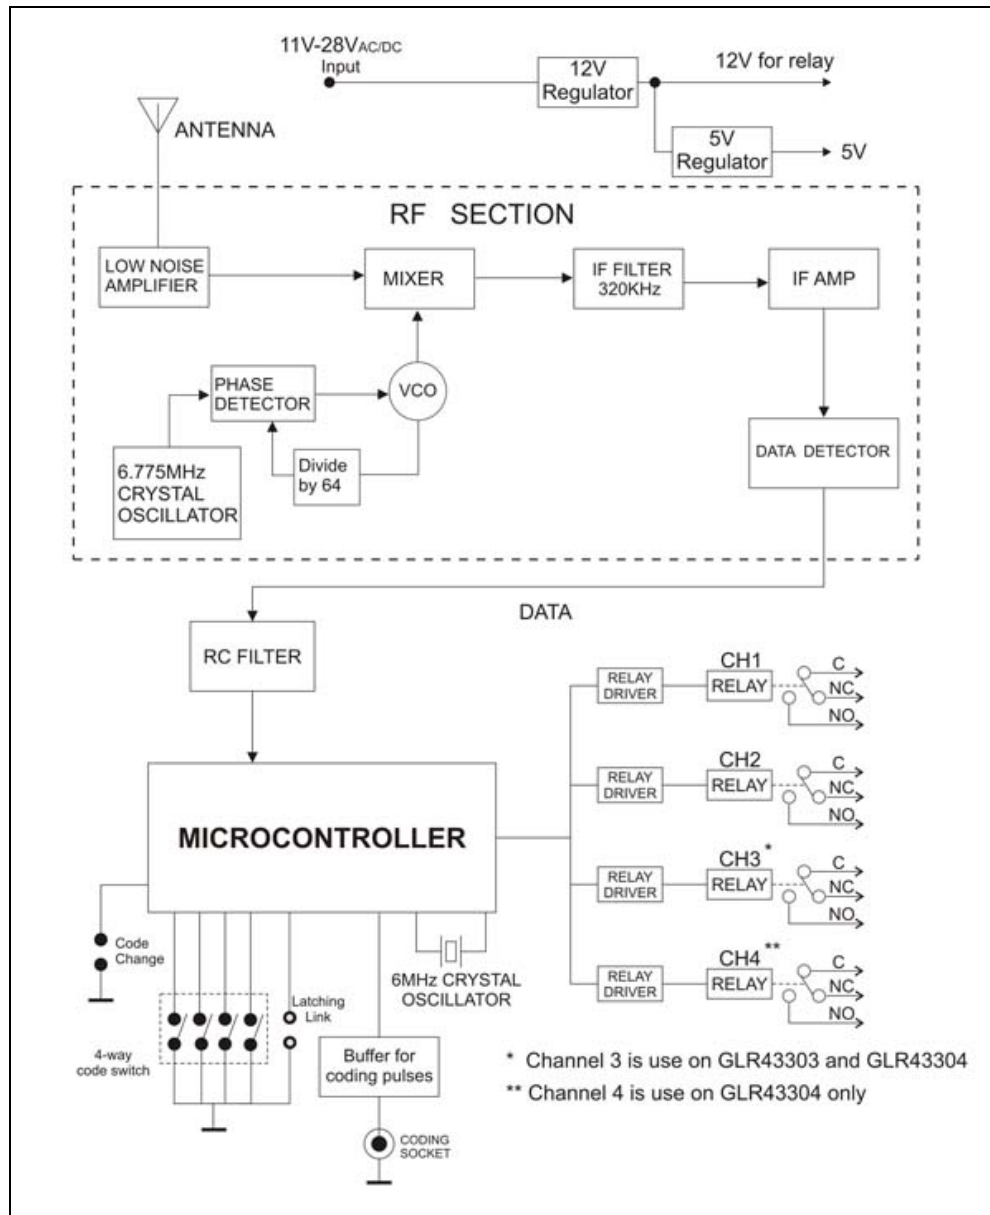 11V-28VAC/DC
Input
12V
Regulator
12V for relay
5V
Regulator
5V
ANTENNA
RF SECTION
LOW NOISE
AMPLIFIER
MIXER
IF FILTER
320KHz
IF AMP
PHASE
DETECTOR
VCO
6.775MHz
CRYSTAL
OSCILLATOR
Divide
by 64
DATA DETECTOR
DATA
RC FILTER
MICROCONTROLLER
RELAY
DRIVER
CH1
RELAY
C
NC
NO
RELAY
DRIVER
CH2
RELAY
C
NC
NO
RELAY
DRIVER
CH3 *
RELAY
C
NC
NO
RELAY
DRIVER
CH4 **
RELAY
C
NC
NO
Code
Change
4-way
code switch
Latching
Link
6MHz CRYSTAL
OSCILLATOR
Buffer for
coding pulses
CODING
SOCKET
* Channel 3 is use on GLR43303 and GLR43304
** Channel 4 is use on GLR43304 only